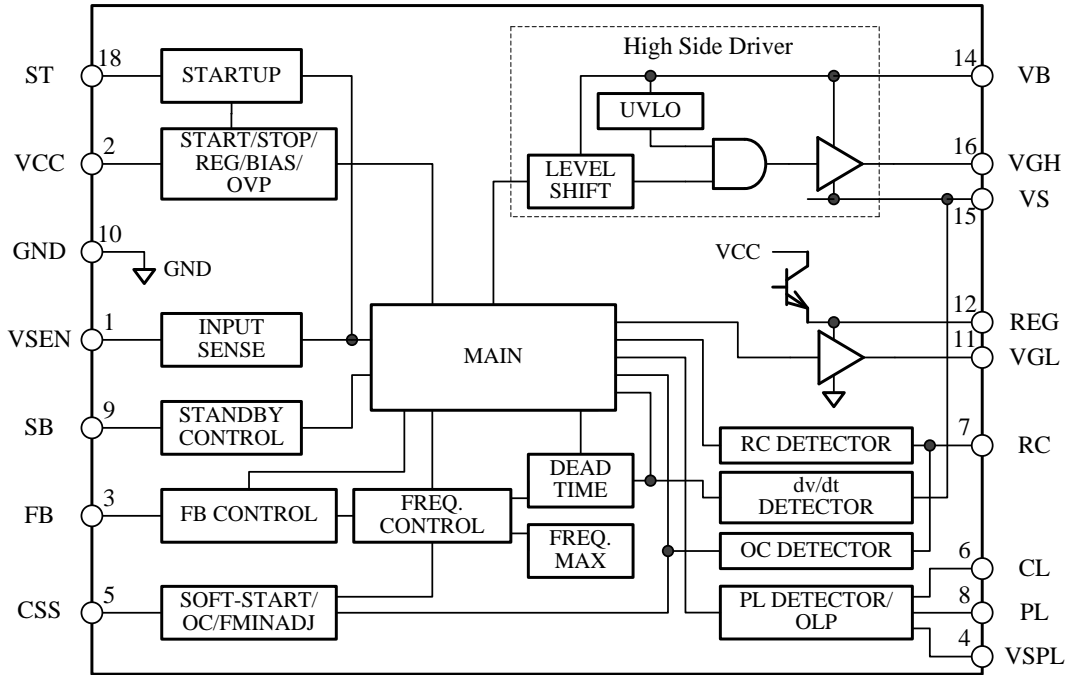 High Side Driver
18
ST
STARTUP
14
VB
UVLO
2
VCC
START/STOP/
REG/BIAS/
OVP
LEVEL
SHIFT
16
VGH
VS
15
10
GND
GND
VCC
1
VSEN
INPUT
SENSE
MAIN
12
REG
11
VGL
9
SB
STANDBY
CONTROL
RC DETECTOR
7
RC
3
FB
FB CONTROL
FREQ.
CONTROL
DEAD
TIME
dv/dt
DETECTOR
FREQ.
MAX
OC DETECTOR
6
CL
5
CSS
SOFT-START/
OC/FMINADJ
PL DETECTOR/
OLP
8
PL
4
VSPL